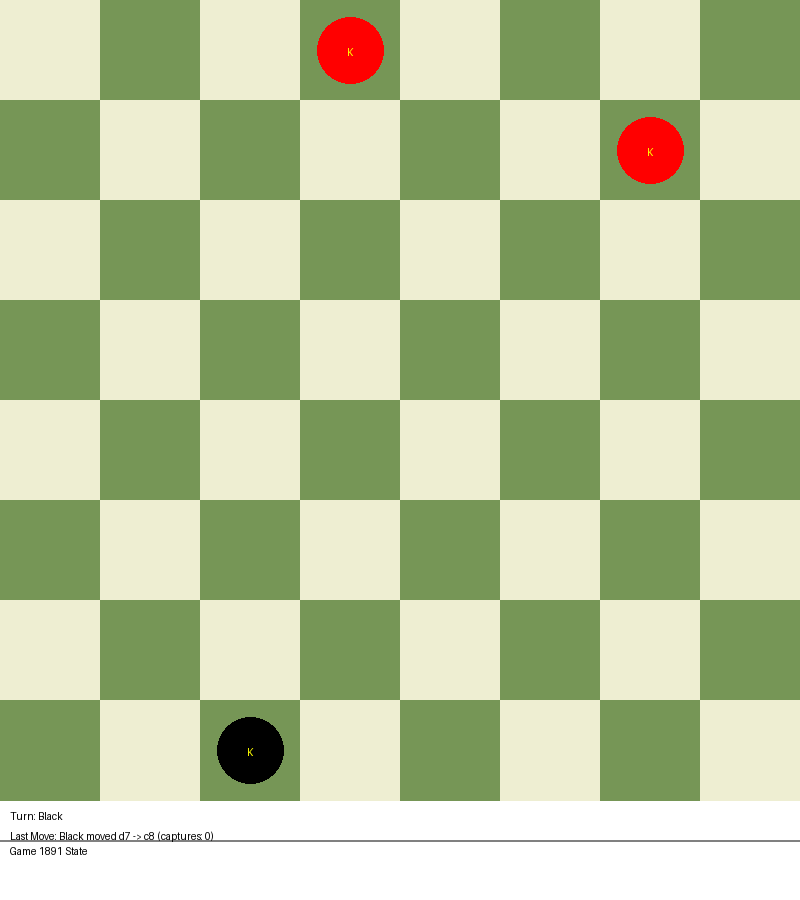 K
K
K
Turn: Black
Last Move: Black moved d7 -> c8 (captures: 0)
Game 1891 State